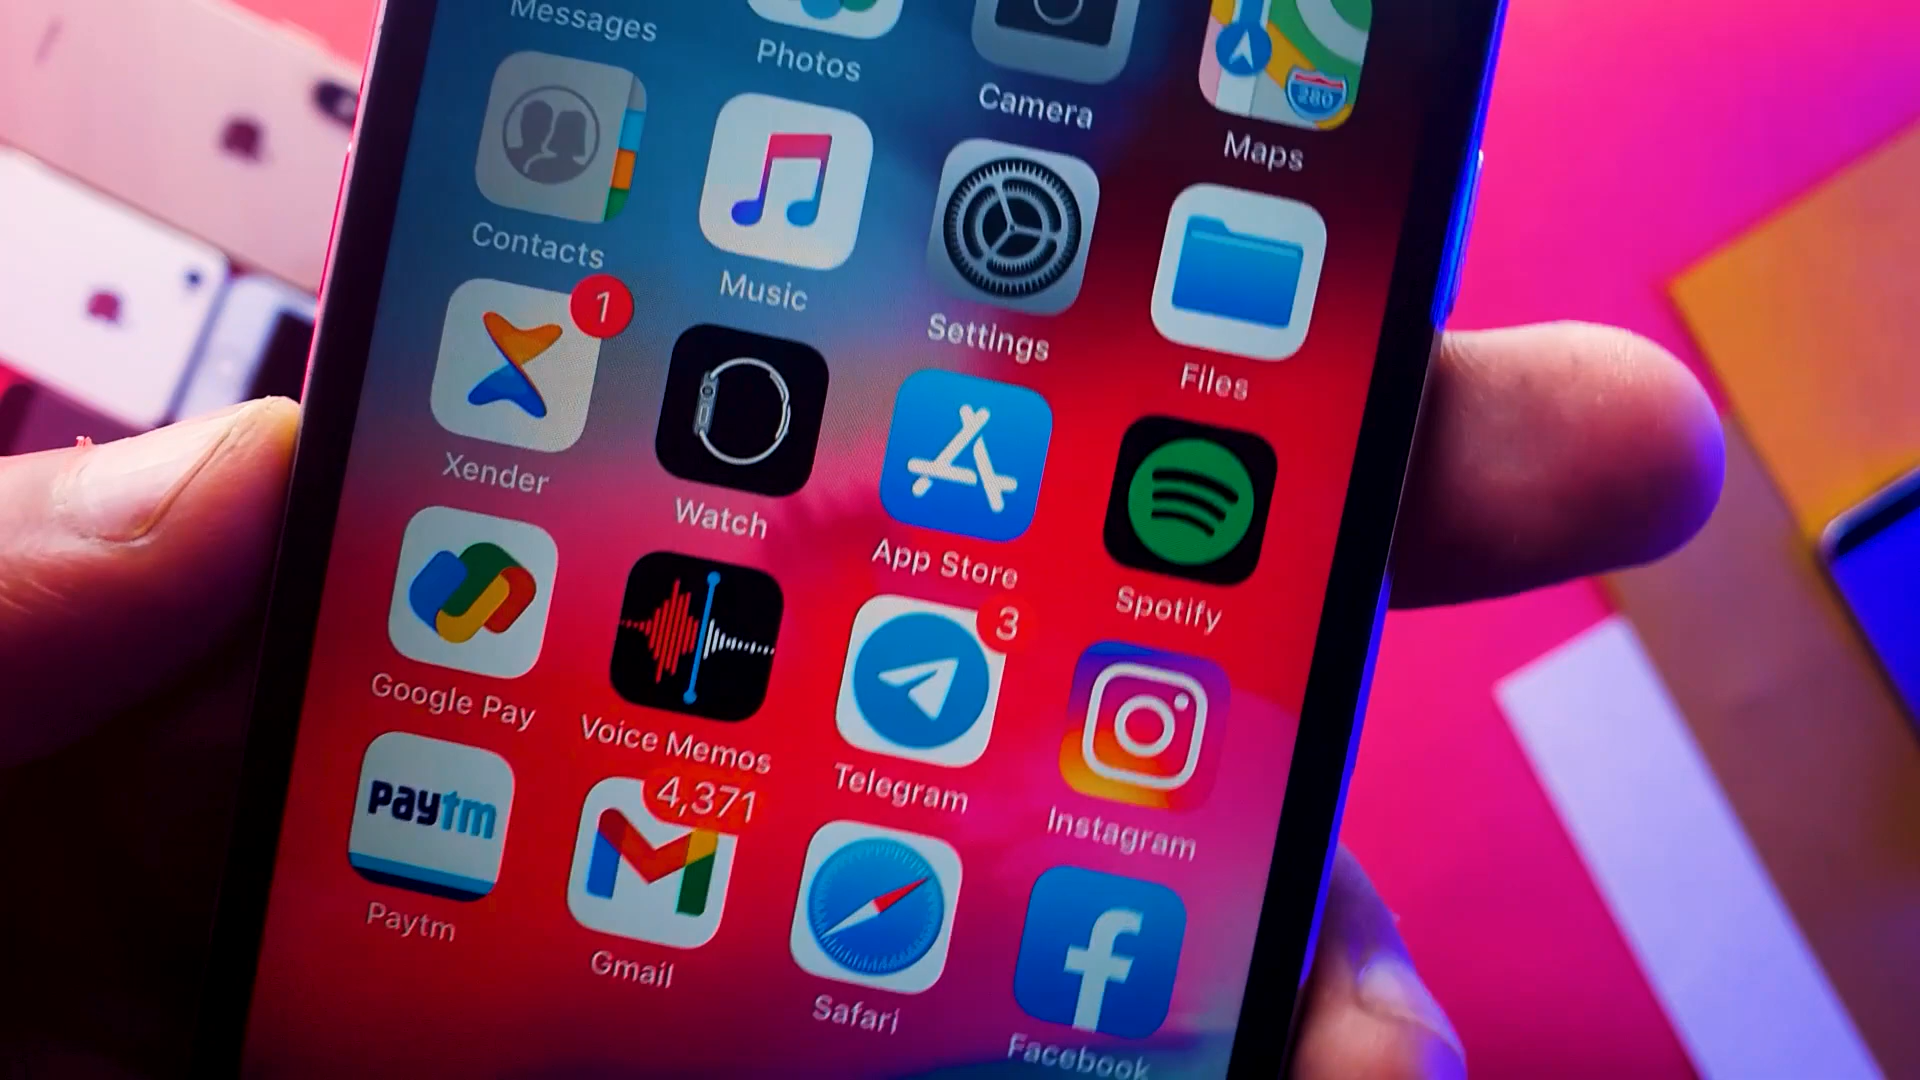 Messages
Photos
Camera
280
Maps
Contacts
Music
Settings
Files
1
Xender
Watch
App Store
Spotify
Google Pay
Voice Memos
3
Telegram
Instagram
paytm
Paytm
4,371
Gmail
Safari
Facebook